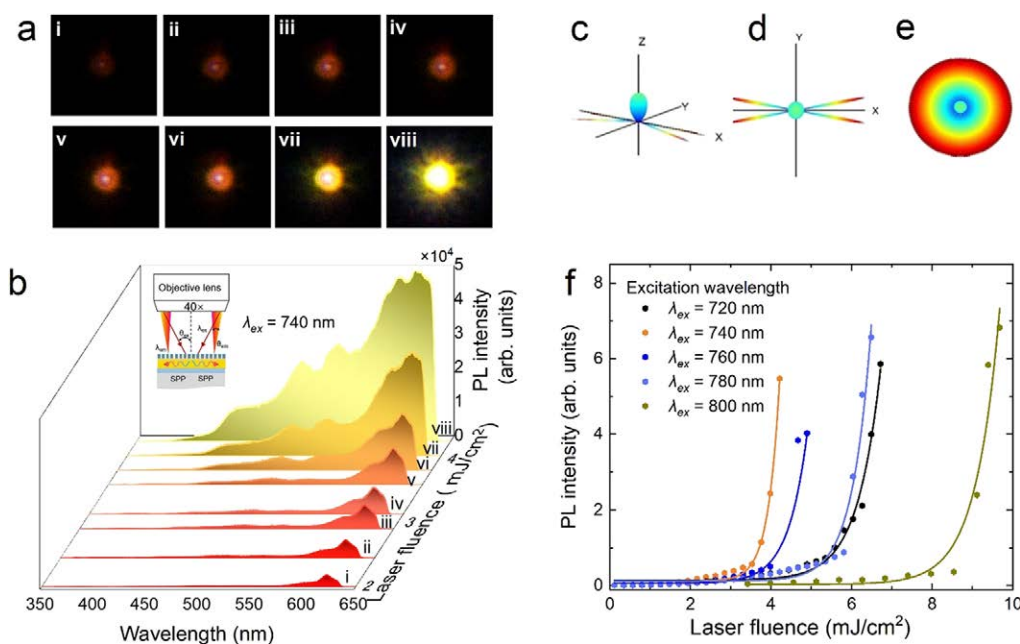 a
i
ii
iii
iv
v
vi
vii
viii
b
Objective lens
40×
λex
θex
λem
θem
SPP SPP
λex = 740 nm
×10⁴
5
4
3
2
1
0
PL intensity
(arb. units)
viii
vii
vi
v
iv
iii
ii
i
4
3
2
Laser fluence ( mJ/cm²)
350 400 450 500 550 600 650
Wavelength (nm)
c
Z
Y
X
d
Y
X
e
f
8
6
4
2
0
PL intensity (arb. units)
Excitation wavelength
λex = 720 nm
λex = 740 nm
λex = 760 nm
λex = 780 nm
λex = 800 nm
0 2 4 6 8 10
Laser fluence (mJ/cm²)